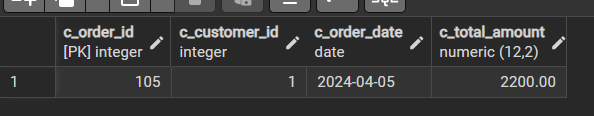 SQL
c_order_id c_customer_id c_order_date c_total_amount
[PK] integer integer date numeric (12,2)
1 105 1 2024-04-05 2200.00